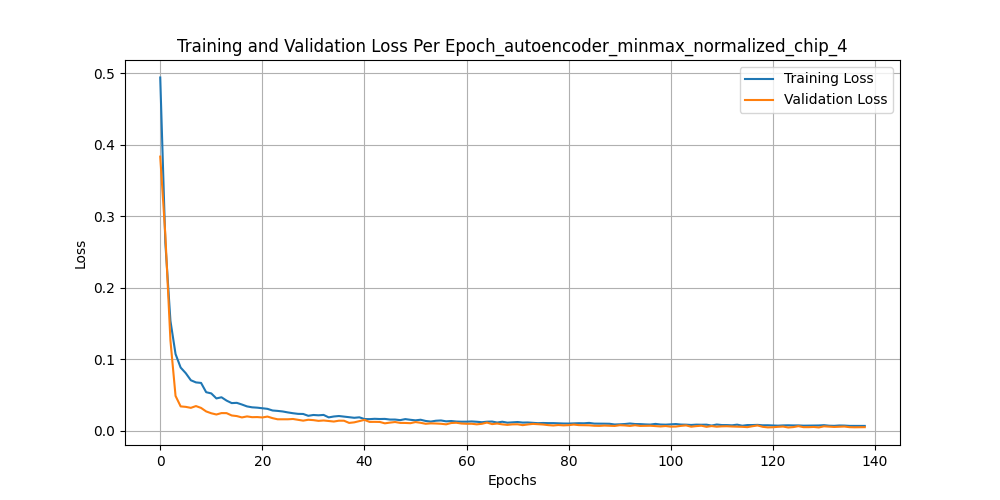 Training and Validation Loss Per Epoch_autoencoder_minmax_normalized_chip_4
Training Loss
Validation Loss
Loss
0.5
0.4
0.3
0.2
0.1
0.0
0 20 40 60 80 100 120 140
Epochs